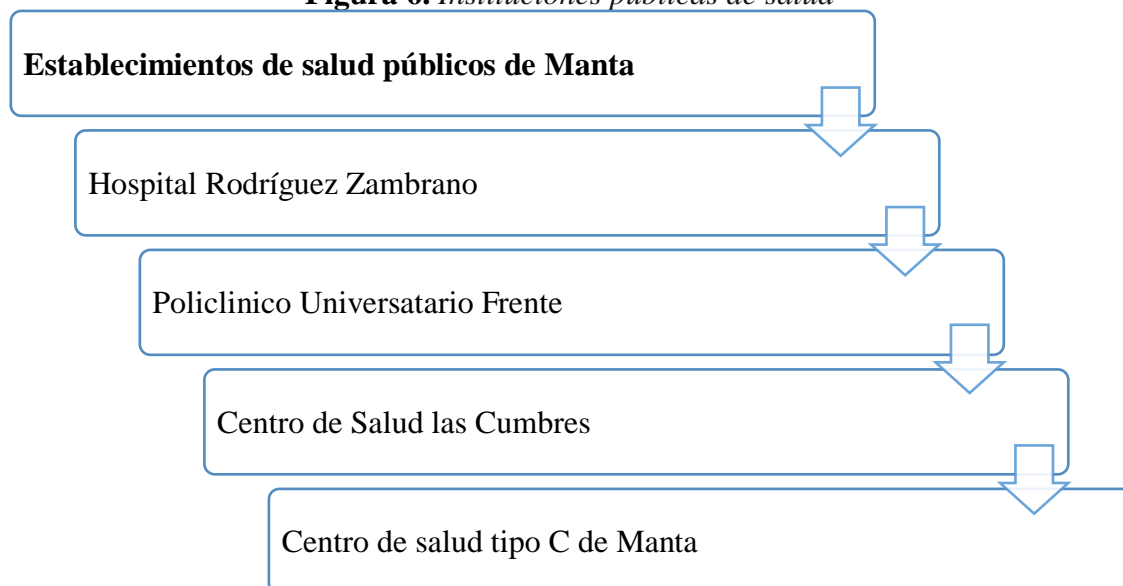 Figura 6. Instituciones públicas de salud
Establecimientos de salud públicos de Manta
Hospital Rodríguez Zambrano
Policlinico Universatario Frente
Centro de Salud las Cumbres
Centro de salud tipo C de Manta